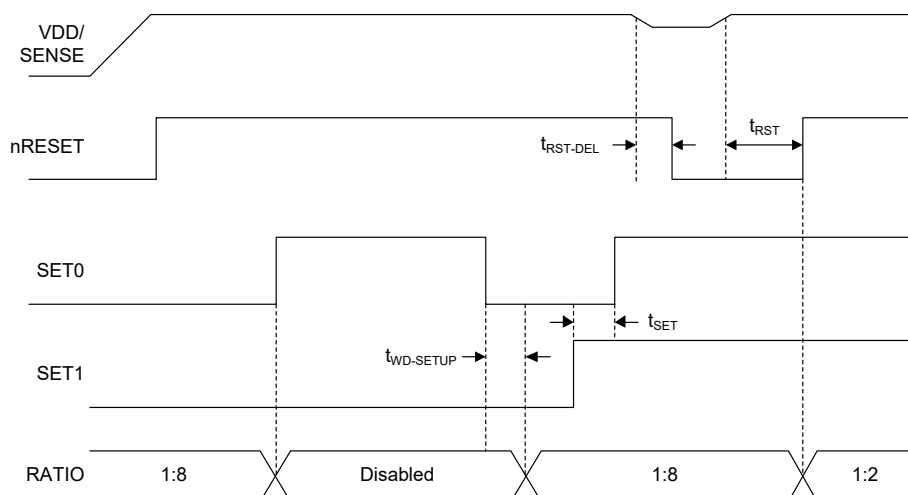 VDD/
SENSE
nRESET
tRST-DEL
tRST
SET0
tSET
tWD-SETUP
SET1
RATIO
1:8
Disabled
1:8
1:2